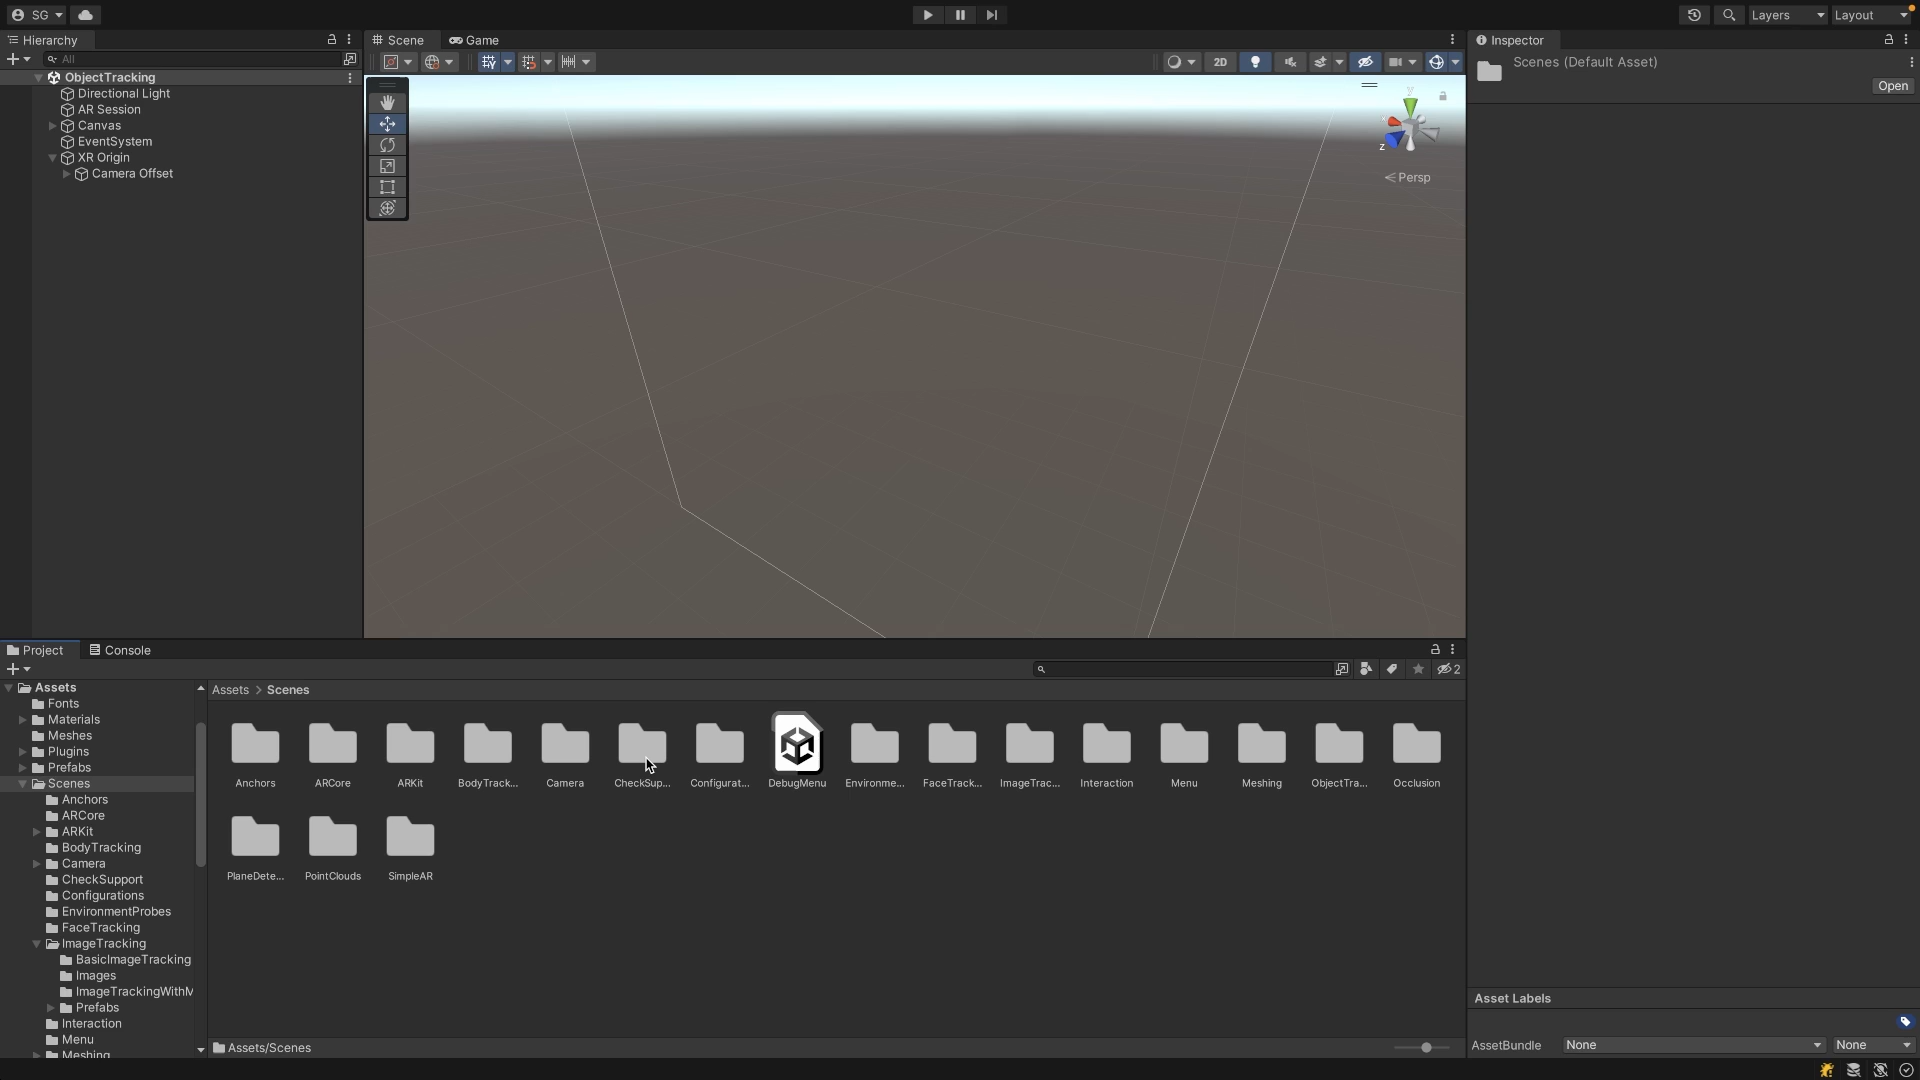 SG
Layers
Layout
Hierarchy
All
ObjectTracking
Directional Light
AR Session
Canvas
EventSystem
XR Origin
Camera Offset
Scene
Game
2D
y
z
Persp
Inspector
Scenes (Default Asset)
Open
Project
Console
2
Assets
Fonts
Materials
Meshes
Plugins
Prefabs
Scenes
Anchors
ARCore
ARKit
BodyTracking
Camera
CheckSupport
Configurations
EnvironmentProbes
FaceTracking
ImageTracking
BasicImageTracking
Images
ImageTrackingWithM
Prefabs
Interaction
Menu
Meshing
Assets > Scenes
Anchors
ARCore
ARKit
BodyTrack...
Camera
CheckSup...
Configurat...
DebugMenu
Environme...
FaceTrack...
ImageTrac...
Interaction
Menu
Meshing
ObjectTra...
Occlusion
PlaneDete...
PointClouds
SimpleAR
Assets/Scenes
Asset Labels
AssetBundle
None
None